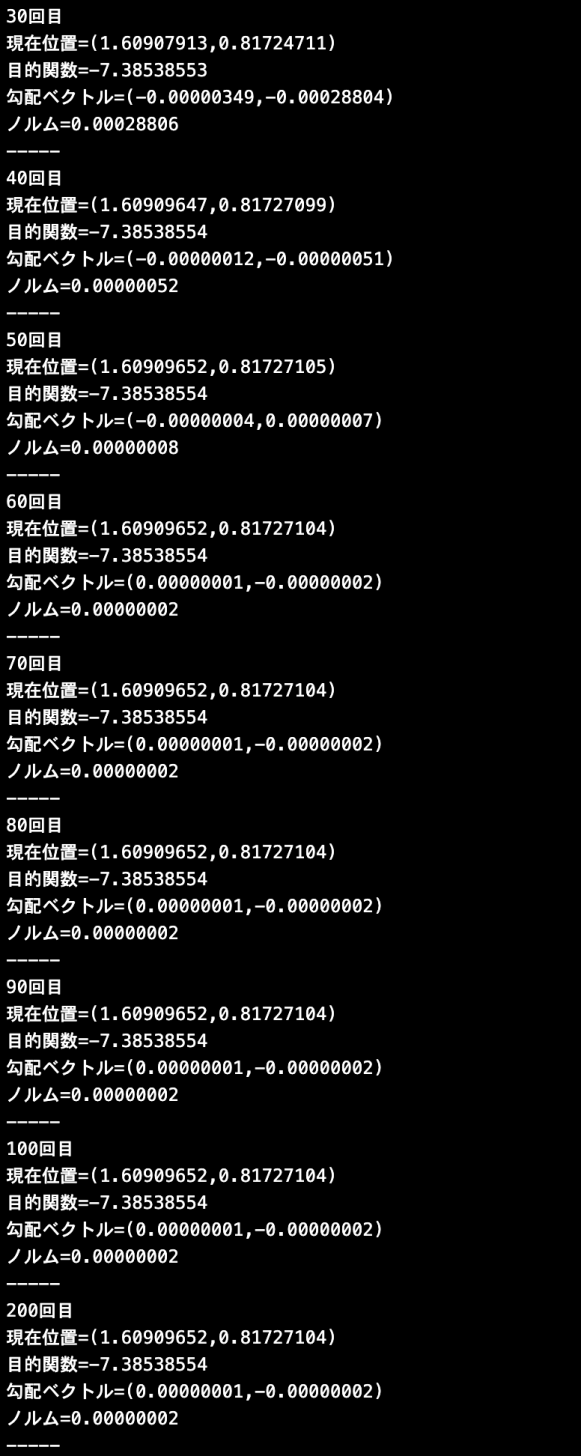 30回目
現在位置=(1.60907913,0.81724711)
目的関数=-7.38538553
勾配ベクトル=(-0.00000349,-0.00028804)
ノルム=0.00028806
-----
40回目
現在位置=(1.60909647,0.81727099)
目的関数=-7.38538554
勾配ベクトル=(-0.00000012,-0.00000051)
ノルム=0.00000052
-----
50回目
現在位置=(1.60909652,0.81727105)
目的関数=-7.38538554
勾配ベクトル=(-0.00000004,0.00000007)
ノルム=0.00000008
-----
60回目
現在位置=(1.60909652,0.81727104)
目的関数=-7.38538554
勾配ベクトル=(0.00000001,-0.00000002)
ノルム=0.00000002
-----
70回目
現在位置=(1.60909652,0.81727104)
目的関数=-7.38538554
勾配ベクトル=(0.00000001,-0.00000002)
ノルム=0.00000002
-----
80回目
現在位置=(1.60909652,0.81727104)
目的関数=-7.38538554
勾配ベクトル=(0.00000001,-0.00000002)
ノルム=0.00000002
-----
90回目
現在位置=(1.60909652,0.81727104)
目的関数=-7.38538554
勾配ベクトル=(0.00000001,-0.00000002)
ノルム=0.00000002
-----
100回目
現在位置=(1.60909652,0.81727104)
目的関数=-7.38538554
勾配ベクトル=(0.00000001,-0.00000002)
ノルム=0.00000002
-----
200回目
現在位置=(1.60909652,0.81727104)
目的関数=-7.38538554
勾配ベクトル=(0.00000001,-0.00000002)
ノルム=0.00000002
-----